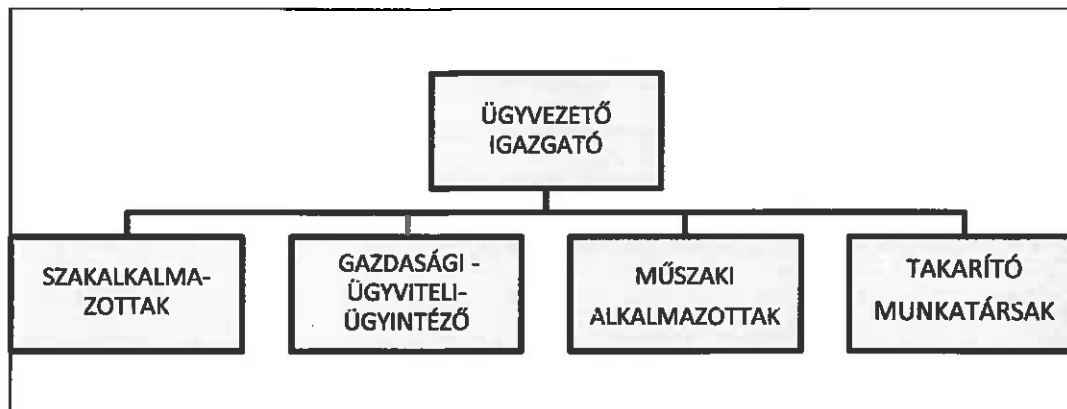 ÜGYVEZETŐ
IGAZGATÓ
SZAKALKALMA-
ZOTTAK
GAZDASÁGI -
ÜGYVITELI-
ÜGYINTÉZŐ
MŰSZAKI
ALKALMAZOTTAK
TAKARÍTÓ
MUNKATÁRSAK